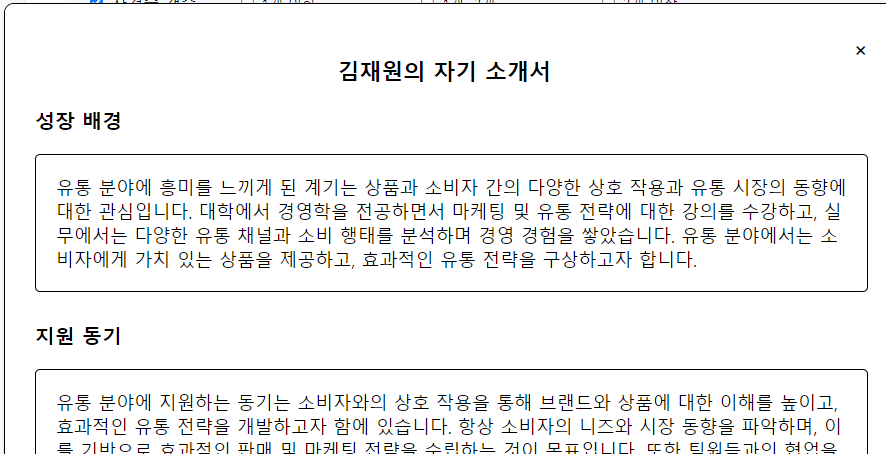 ×
김재원의 자기 소개서
성장 배경
유통 분야에 흥미를 느끼게 된 계기는 상품과 소비자 간의 다양한 상호 작용과 유통 시장의 동향에
대한 관심입니다. 대학에서 경영학을 전공하면서 마케팅 및 유통 전략에 대한 강의를 수강하고, 실
무에서는 다양한 유통 채널과 소비 행태를 분석하며 경영 경험을 쌓았습니다. 유통 분야에서는 소
비자에게 가치 있는 상품을 제공하고, 효과적인 유통 전략을 구상하고자 합니다.
지원 동기
유통 분야에 지원하는 동기는 소비자와의 상호 작용을 통해 브랜드와 상품에 대한 이해를 높이고,
효과적인 유통 전략을 개발하고자 함에 있습니다. 항상 소비자의 니즈와 시장 동향을 파악하며, 이
를 기반으로 효과적인 판매 및 마케팅 전략을 수립하는 것이 목표입니다. 또한 팀원들과의 협업을